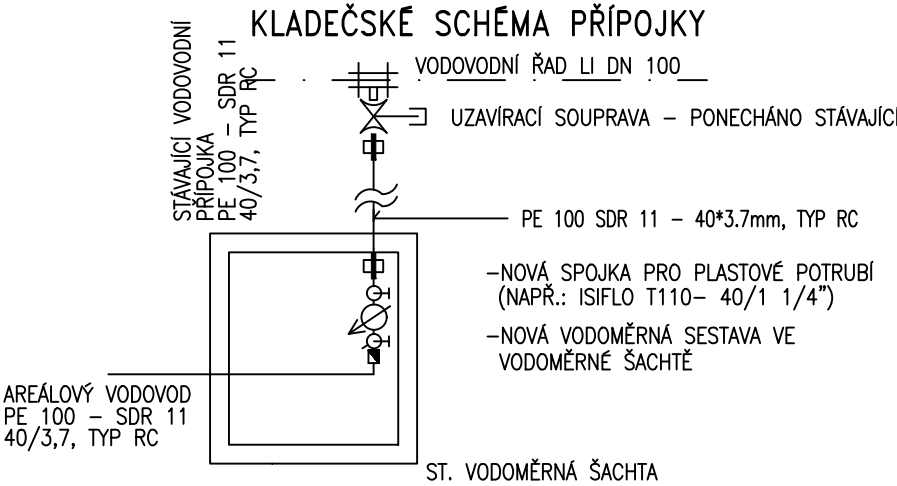 KLADEČSKÉ SCHÉMA PŘÍPOJKY
STÁVAJÍCÍ VODOVODNÍ
PŘÍPOJKA
PE 100 – SDR 11
40/3,7, TYP RC
VODOVODNÍ ŘAD LI DN 100
UZAVÍRACÍ SOUPRAVA – PONECHÁNO STÁVAJÍCÍ
PE 100 SDR 11 – 40*3.7mm, TYP RC
–NOVÁ SPOJKA PRO PLASTOVÉ POTRUBÍ
(NAPŘ.: ISIFLO T110– 40/1 1/4")
–NOVÁ VODOMĚRNÁ SESTAVA VE
VODOMĚRNÉ ŠACHTĚ
AREÁLOVÝ VODOVOD
PE 100 – SDR 11
40/3,7, TYP RC
ST. VODOMĚRNÁ ŠACHTA